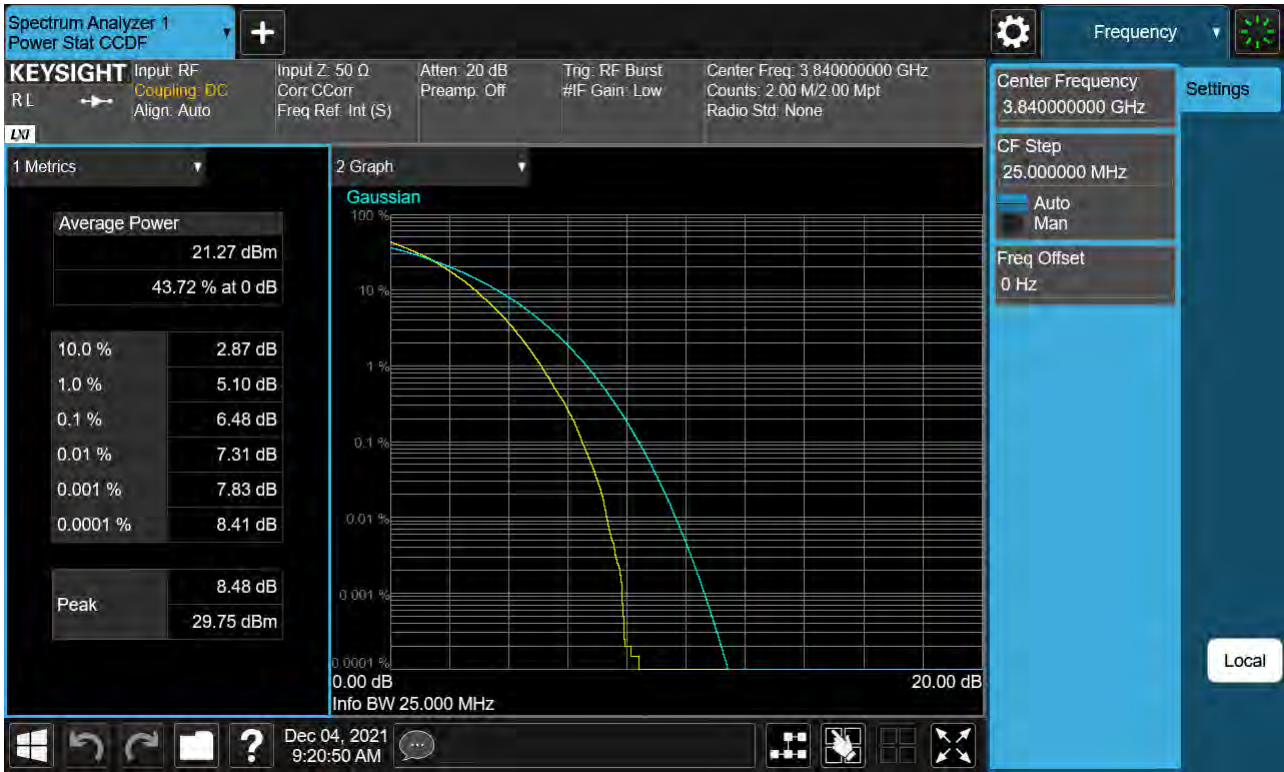 Spectrum Analyzer 1
Power Stat CCDF
+
Frequency
KEYSIGHT
RL
LXI
Input: RF
Coupling: DC
Align: Auto
Input Z: 50 Ω
Corr CCorr
Freq Ref: Int (S)
Atten: 20 dB
Preamp: Off
Trig: RF Burst
#IF Gain: Low
Center Freq: 3.840000000 GHz
Counts: 2.00 M/2.00 Mpt
Radio Std: None
1 Metrics
Average Power
21.27 dBm
43.72 % at 0 dB
10.0 % 2.87 dB
1.0 % 5.10 dB
0.1 % 6.48 dB
0.01 % 7.31 dB
0.001 % 7.83 dB
0.0001 % 8.41 dB
Peak
8.48 dB
29.75 dBm
2 Graph
Gaussian
100 %
10 %
1 %
0.1 %
0.01 %
0.001 %
0.0001 %
0.00 dB 20.00 dB
Info BW 25.000 MHz
Center Frequency
3.840000000 GHz
CF Step
25.000000 MHz
Auto
Man
Freq Offset
0 Hz
Settings
Local
?
Dec 04, 2021
9:20:50 AM